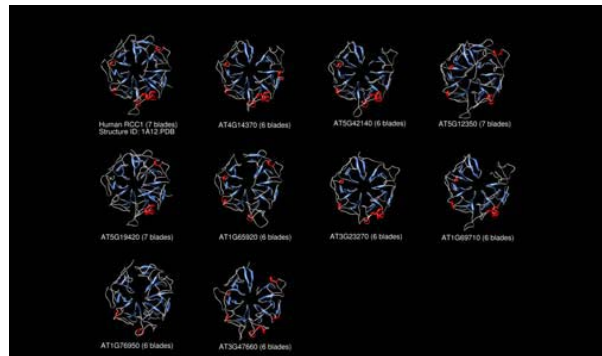 Human RCC1 (7 blades)
Structure ID: 1A12 PDB
AT4G14370 (6 blades)
AT5G42140 (6 blades)
AT5G12350 (7 blades)
AT5G19420 (7 blades)
AT1G65920 (6 blades)
AT3G23270 (6 blades)
AT1G69710 (6 blades)
AT1G76950 (6 blades)
AT3G47660 (6 blades)